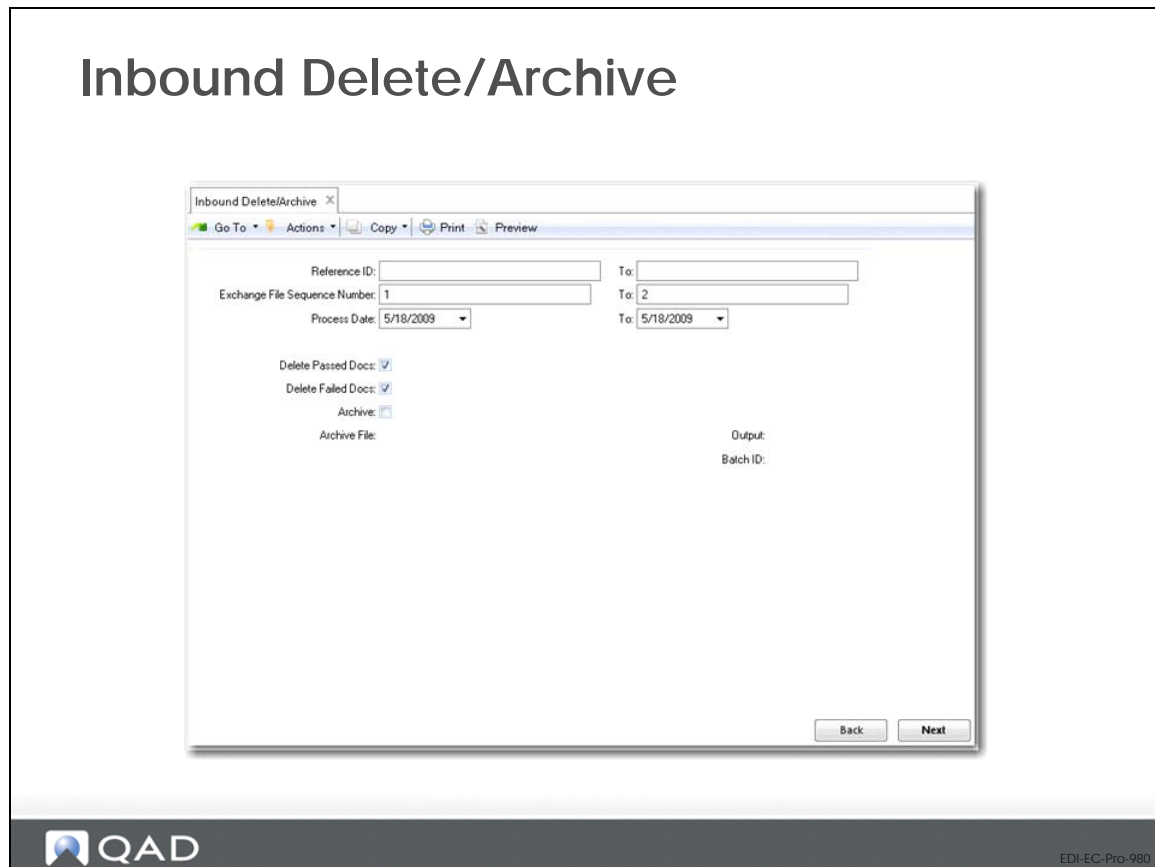 Inbound Delete/Archive
Inbound Delete/Archive
Go To Actions Copy Print Preview
Reference ID: To:
Exchange File Sequence Number: 1 To: 2
Process Date: 5/18/2009 To: 5/18/2009
Delete Passed Docs:
Delete Failed Docs:
Archive:
Archive File: Output:
Batch ID:
Back Next
QAD
EDI-EC-Pro-980